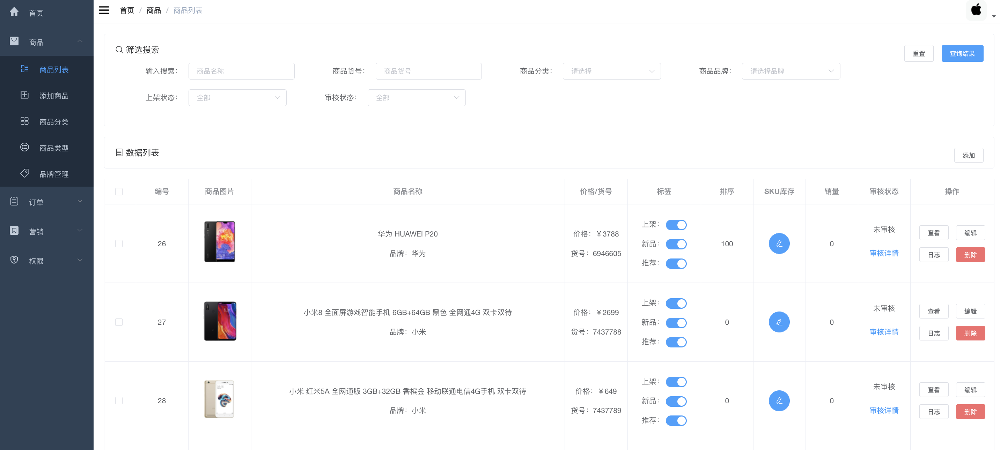 首页
商品
商品列表
添加商品
商品分类
商品类型
品牌管理
订单
营销
权限
首页 / 商品 / 商品列表
筛选搜索
重置 查询结果
输入搜索： 商品名称 商品货号： 商品货号 商品分类： 请选择 商品品牌： 请选择品牌
上架状态： 全部 审核状态： 全部
数据列表
添加
编号 商品图片 商品名称 价格/货号 标签 排序 SKU库存 销量 审核状态 操作
26
华为 HUAWEI P20
品牌：华为
价格：￥3788
货号：6946605
上架：
新品：
推荐：
100
0
未审核
审核详情
查看 编辑
日志 删除
27
小米8 全面屏游戏智能手机 6GB+64GB 黑色 全网通4G 双卡双待
品牌：小米
价格：￥2699
货号：7437788
上架：
新品：
推荐：
0
0
未审核
审核详情
查看 编辑
日志 删除
28
小米 红米5A 全网通版 3GB+32GB 香槟金 移动联通电信4G手机 双卡双待
品牌：小米
价格：￥649
货号：7437789
上架：
新品：
推荐：
0
0
未审核
审核详情
查看 编辑
日志 删除